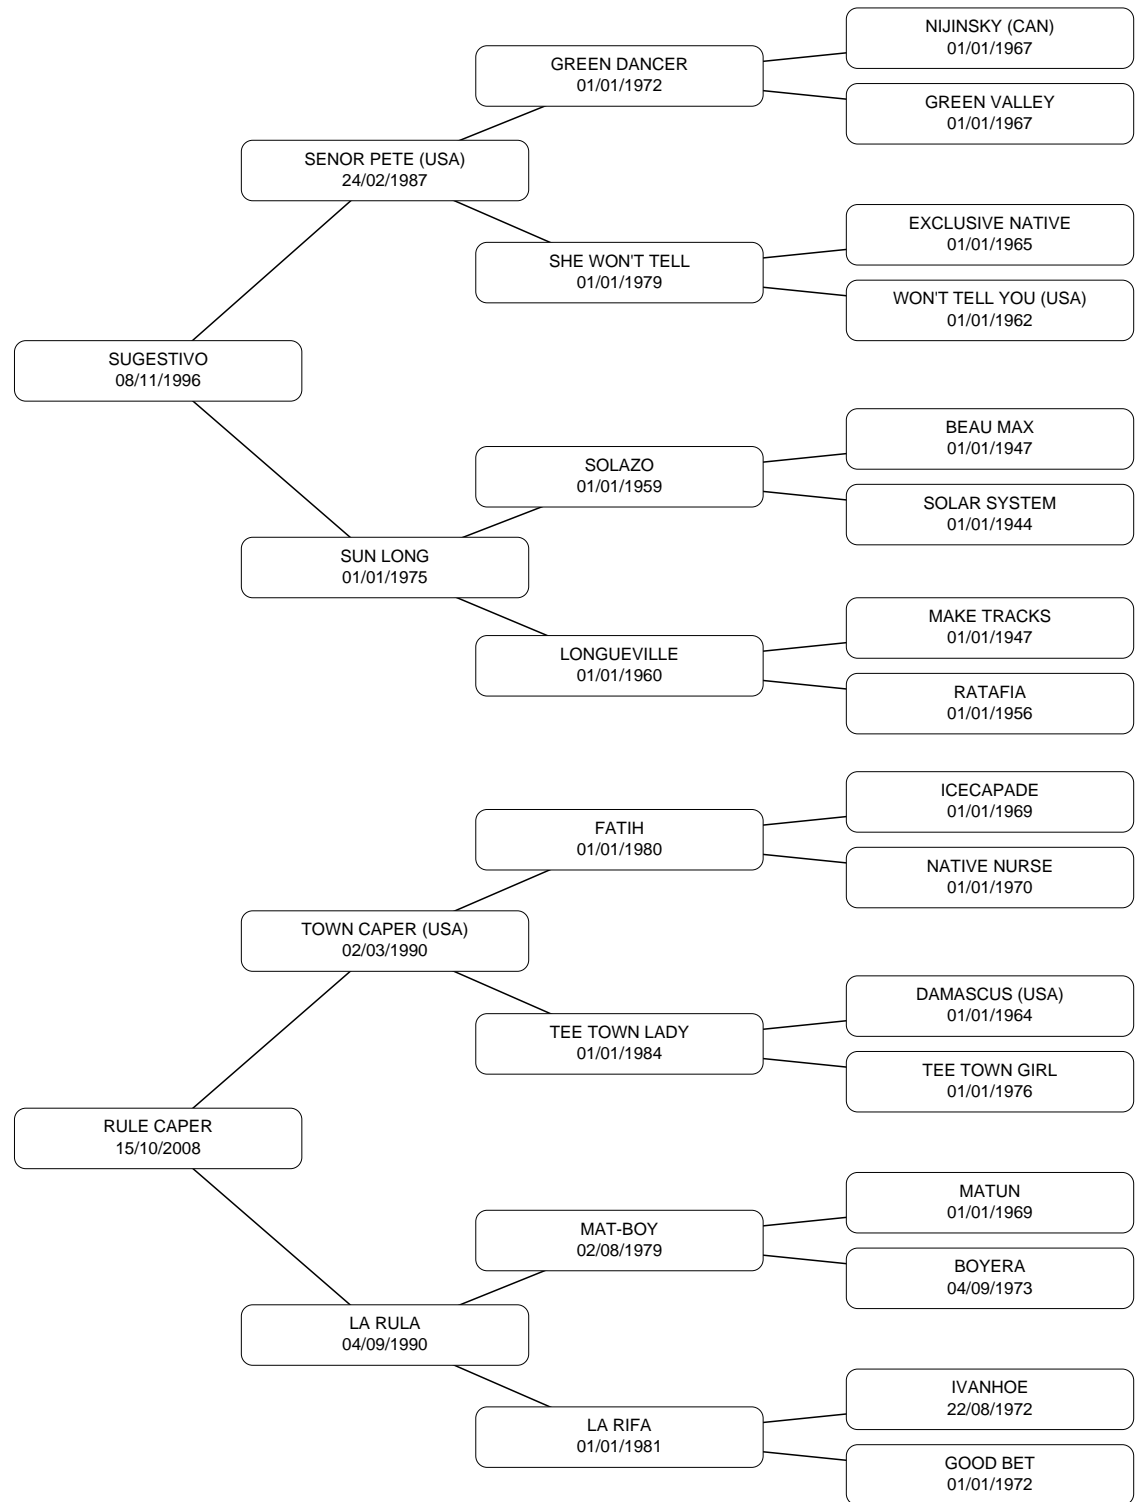 NIJINSKY (CAN)
01/01/1967
GREEN DANCER
01/01/1972
GREEN VALLEY
01/01/1967
SENOR PETE (USA)
24/02/1987
EXCLUSIVE NATIVE
01/01/1965
SHE WON'T TELL
01/01/1979
WON'T TELL YOU (USA)
01/01/1962
SUGESTIVO
08/11/1996
BEAU MAX
01/01/1947
SOLAZO
01/01/1959
SOLAR SYSTEM
01/01/1944
SUN LONG
01/01/1975
MAKE TRACKS
01/01/1947
LONGUEVILLE
01/01/1960
RATAFIA
01/01/1956
ICECAPADE
01/01/1969
FATIH
01/01/1980
NATIVE NURSE
01/01/1970
TOWN CAPER (USA)
02/03/1990
DAMASCUS (USA)
01/01/1964
TEE TOWN LADY
01/01/1984
TEE TOWN GIRL
01/01/1976
RULE CAPER
15/10/2008
MATUN
01/01/1969
MAT-BOY
02/08/1979
BOYERA
04/09/1973
LA RULA
04/09/1990
IVANHOE
22/08/1972
LA RIFA
01/01/1981
GOOD BET
01/01/1972